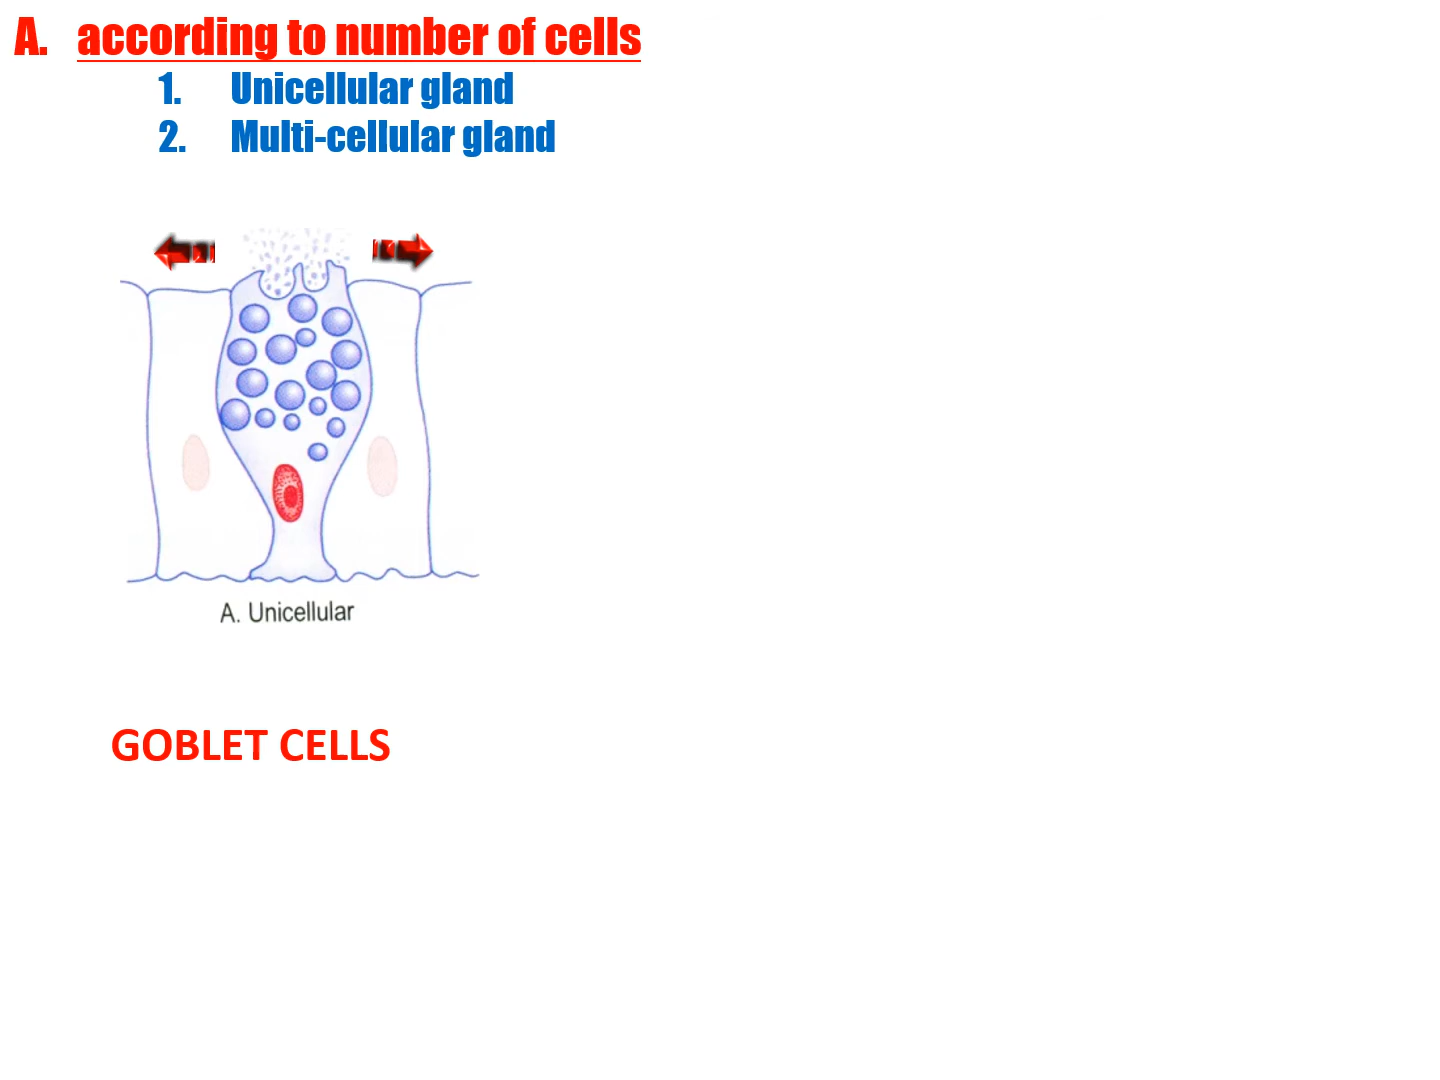 A. according to number of cells
1. Unicellular gland
2. Multi-cellular gland
A. Unicellular
GOBLET CELLS